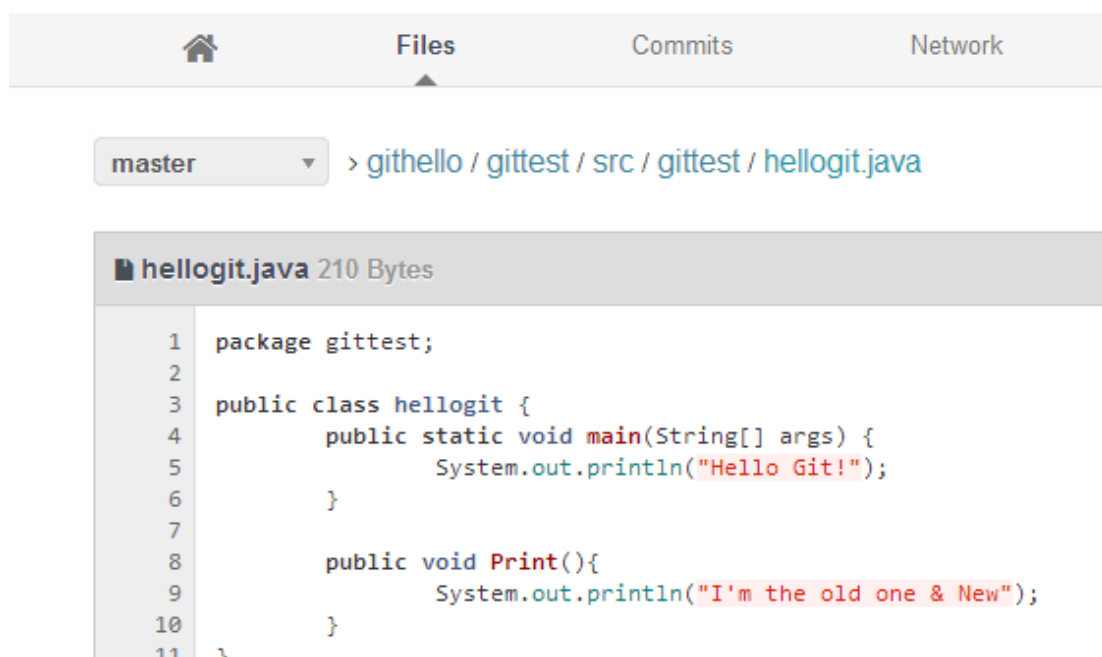 Files Commits Network
master > githello / gittest / src / gittest / hellogit.java
hellogit.java 210 Bytes
1 package gittest;
2
3 public class hellogit {
4 public static void main(String[] args) {
5 System.out.println("Hello Git!");
6 }
7
8 public void Print(){
9 System.out.println("I'm the old one & New");
10 }
11 }